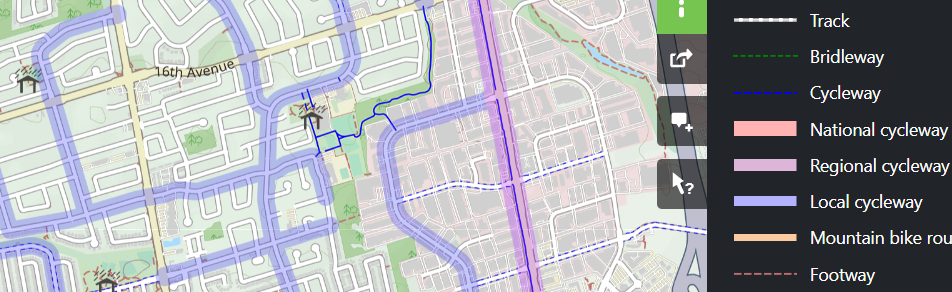 16th Avenue
Track
Bridleway
Cycleway
National cycleway
Regional cycleway
Local cycleway
Mountain bike rou
Footway